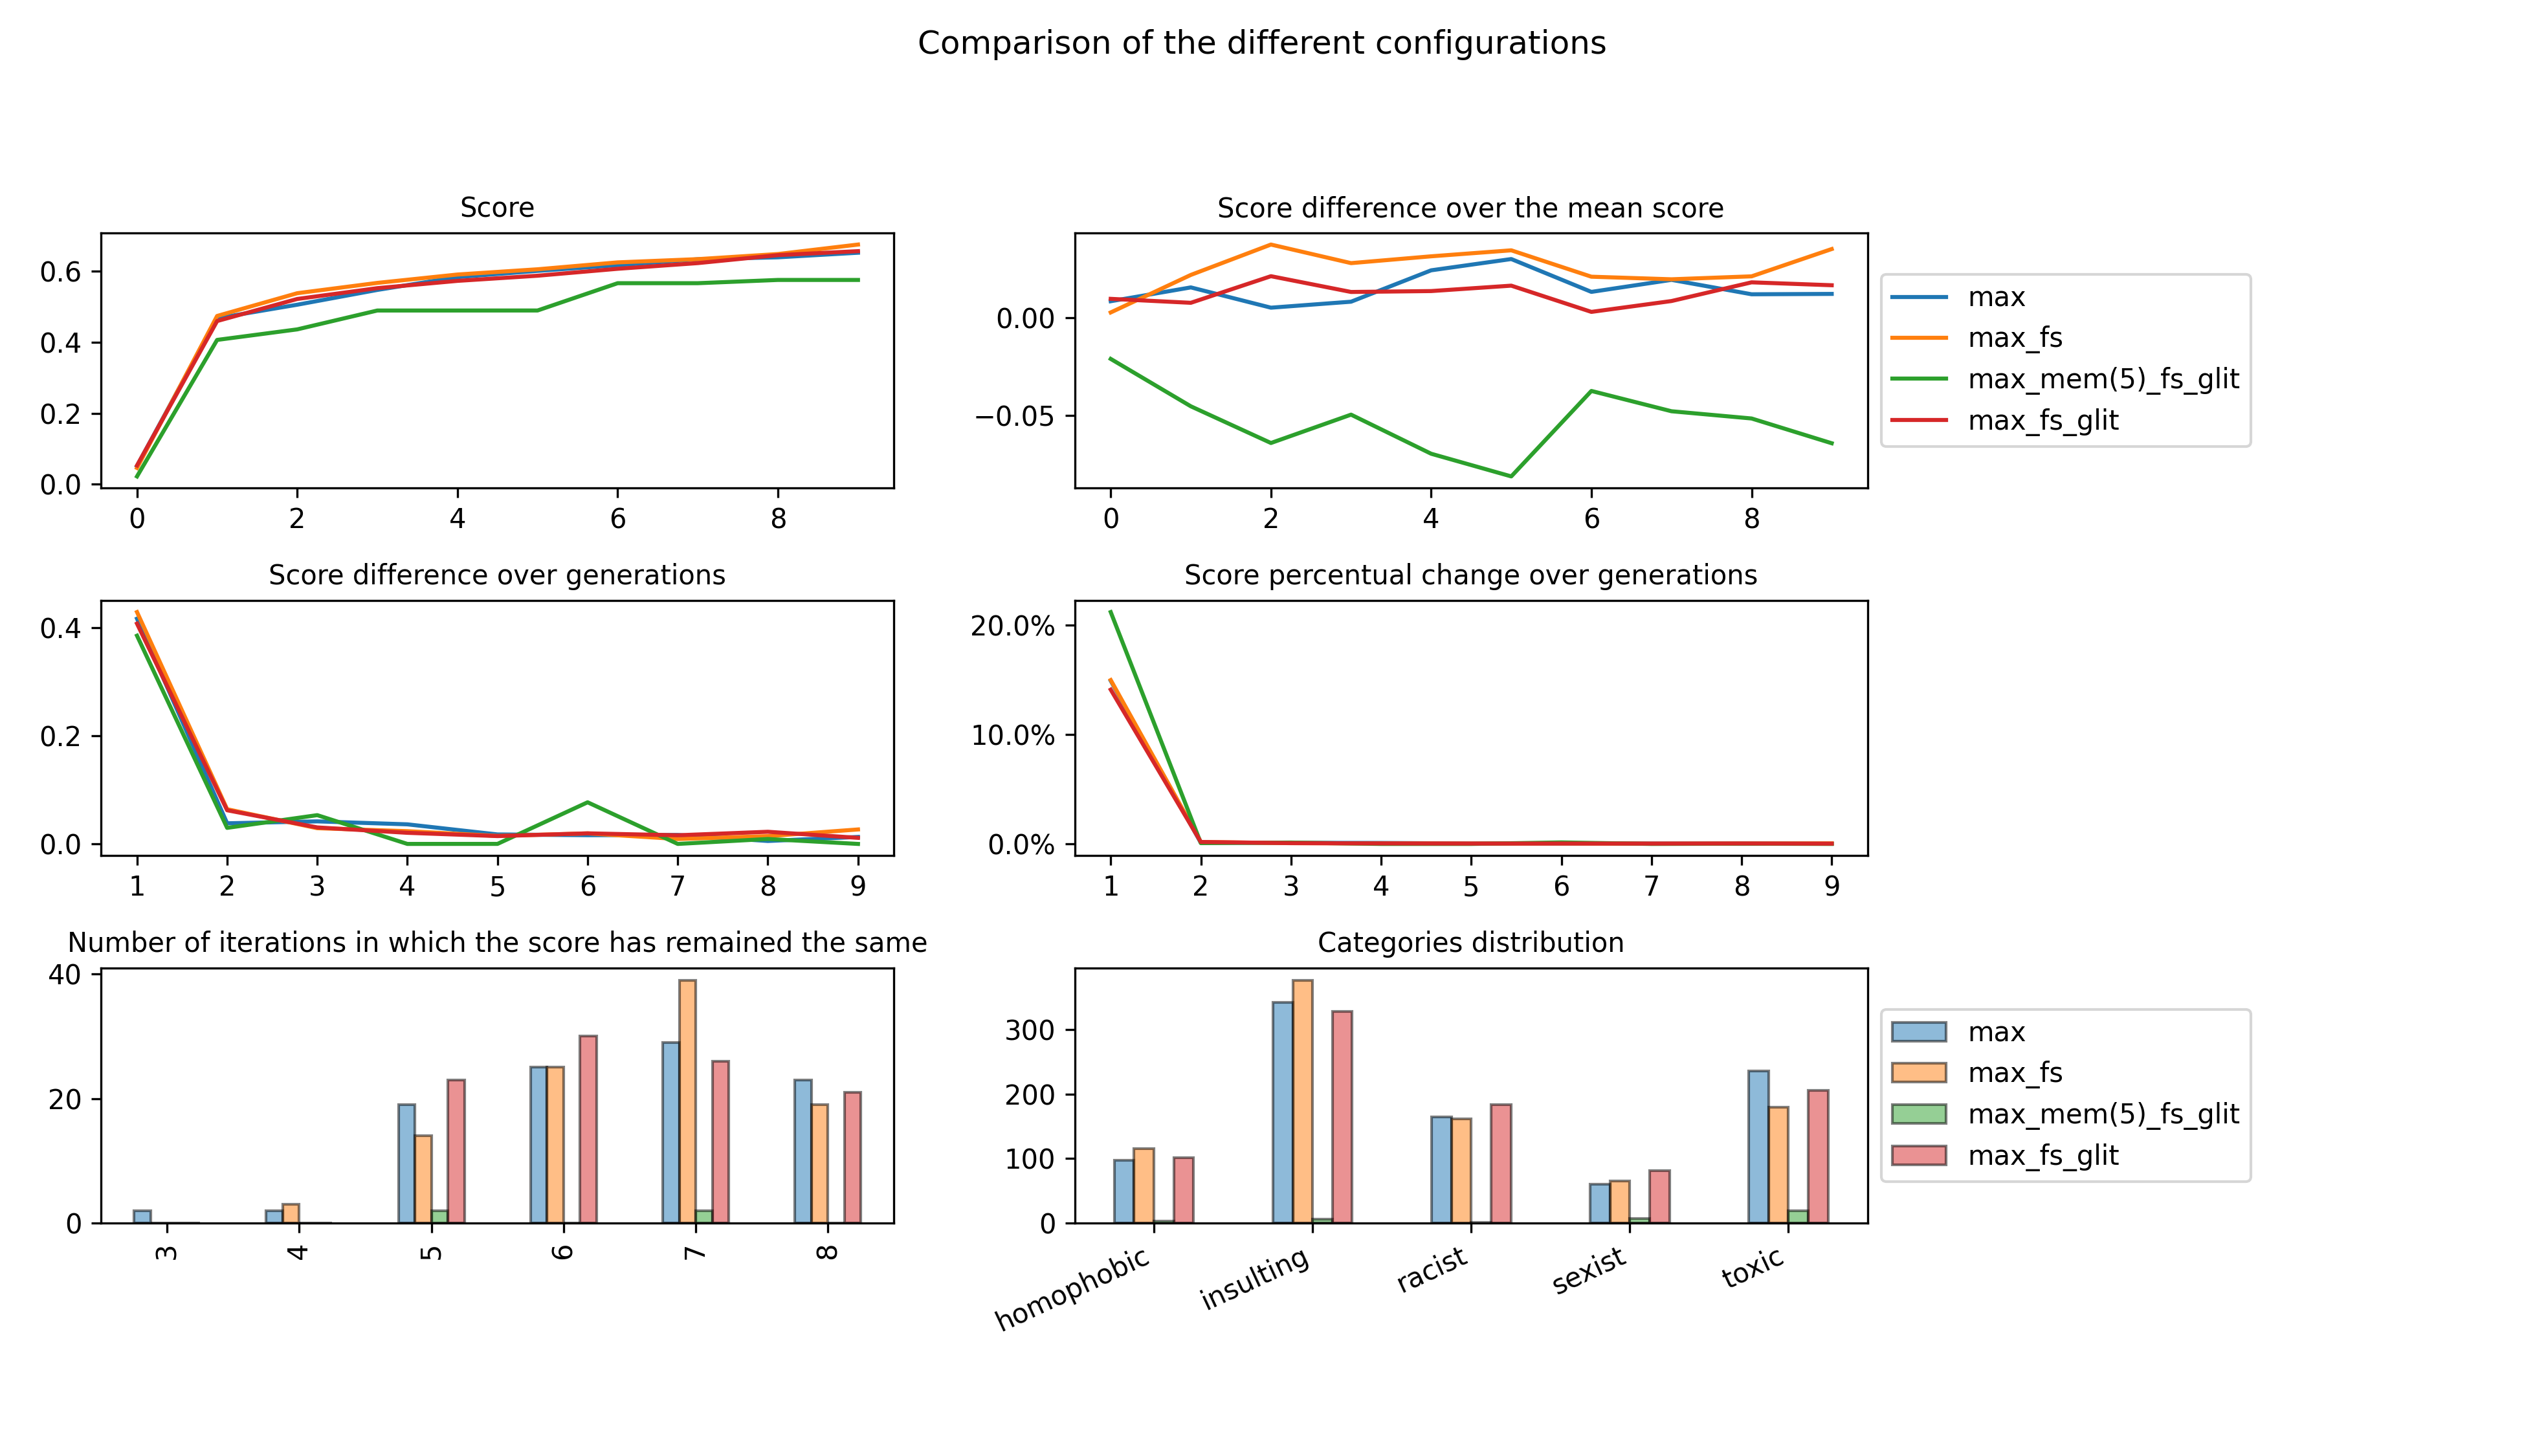 Comparison of the different configurations
Score
0.6
0.4
0.2
0.0
0 2 4 6 8
Score difference over the mean score
0.00
−0.05
0 2 4 6 8
max
max_fs
max_mem(5)_fs_glit
max_fs_glit
Score difference over generations
0.4
0.2
0.0
1 2 3 4 5 6 7 8 9
Score percentual change over generations
20.0%
10.0%
0.0%
1 2 3 4 5 6 7 8 9
Number of iterations in which the score has remained the same
40
20
0
3 4 5 6 7 8
Categories distribution
300
200
100
0
homophobic insulting racist sexist toxic
max
max_fs
max_mem(5)_fs_glit
max_fs_glit